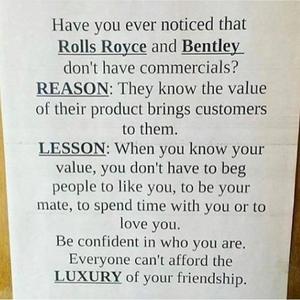 Have you ever noticed that
Rolls Royce and Bentley
don't have commercials?
REASON: They know the value
of their product brings customers
to them.
LESSON: When you know your
value, you don't have to beg
people to like you, to be your
mate, to spend time with you or to
love you.
Be confident in who you are.
Everyone can't afford the
LUXURY of your friendship.